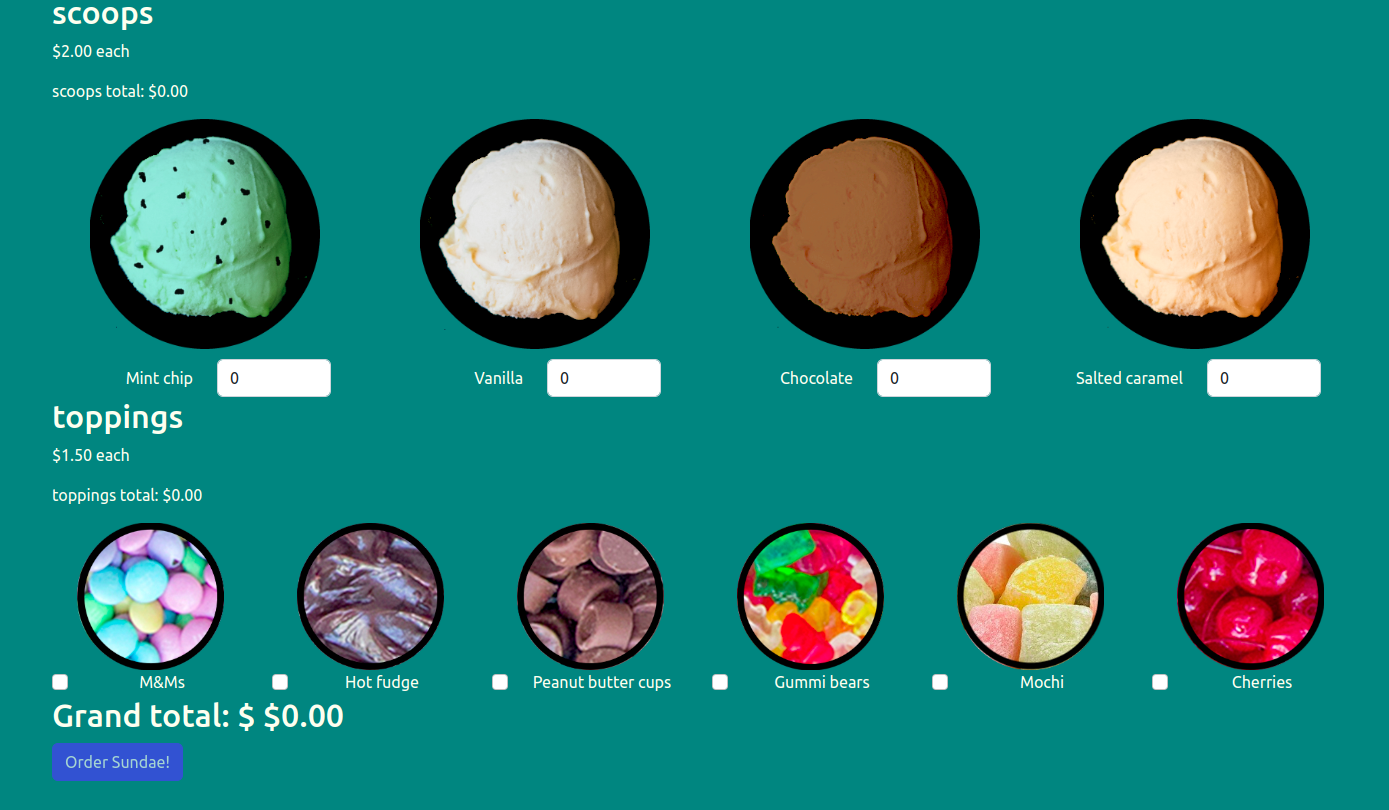 scoops
$2.00 each
scoops total: $0.00
Mint chip 0 Vanilla 0 Chocolate 0 Salted caramel 0
toppings
$1.50 each
toppings total: $0.00
M&Ms Hot fudge Peanut butter cups Gummi bears Mochi Cherries
Grand total: $ $0.00
Order Sundae!